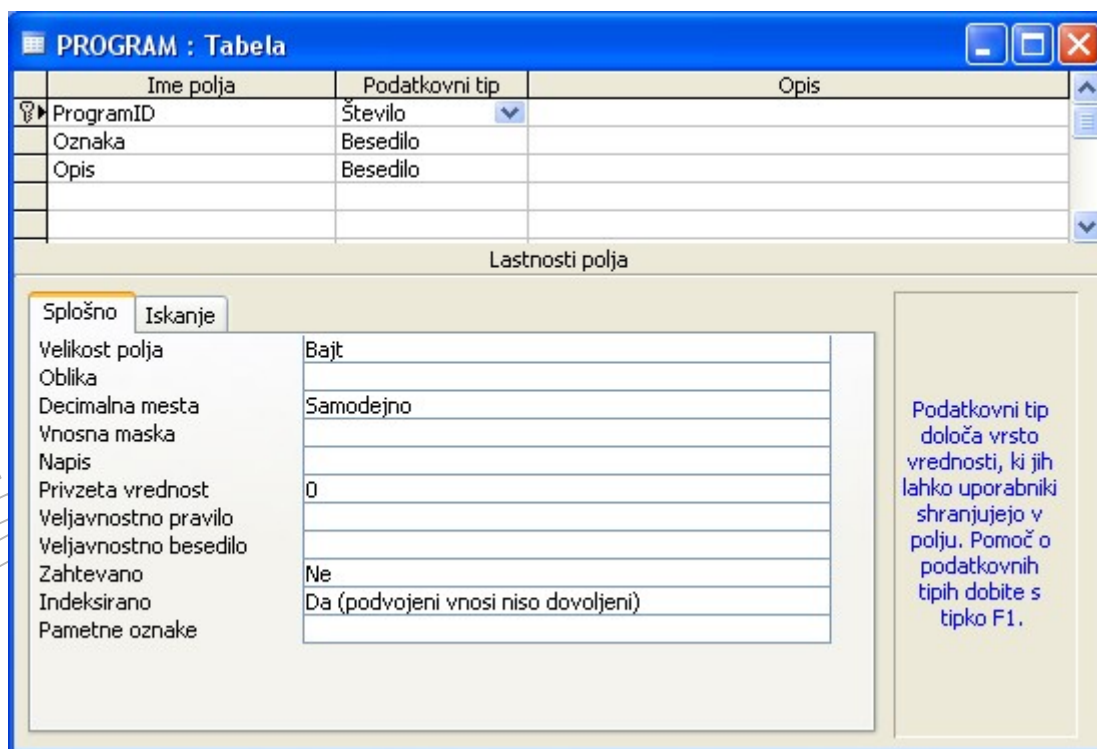 PROGRAM : Tabela
Ime polja Podatkovni tip Opis
ProgramID Število
Oznaka Besedilo
Opis Besedilo
Lastnosti polja
Splošno Iskanje
Velikost polja Bajt
Oblika
Decimalna mesta Samodejno
Vnosna maska
Napis
Privzeta vrednost 0
Veljavnostno pravilo
Veljavnostno besedilo
Zahtevano Ne
Indeksirano Da (podvojeni vnosi niso dovoljeni)
Pametne oznake
Podatkovni tip
določa vrsto
vrednosti, ki jih
lahko uporabniki
shranjujejo v
polju. Pomoč o
podatkovnih
tipih dobite s
tipko F1.